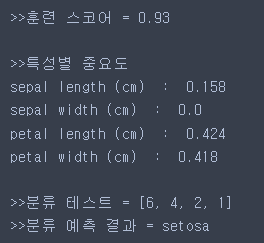 >>훈련 스코어 = 0.93
>>특성별 중요도
sepal length (cm)  :  0.158
sepal width (cm)  :  0.0
petal length (cm)  :  0.424
petal width (cm)  :  0.418
>>분류 테스트 = [6, 4, 2, 1]
>>분류 예측 결과 = setosa